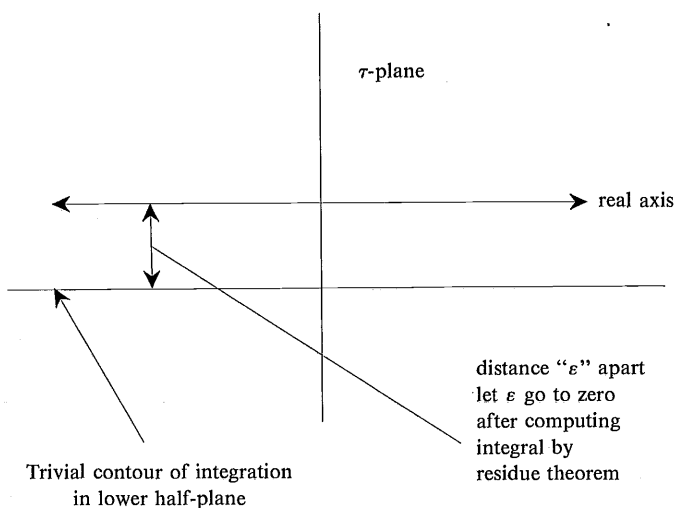 τ-plane
real axis
distance “ε” apart
let ε go to zero
after computing
integral by
residue theorem
Trivial contour of integration
in lower half-plane